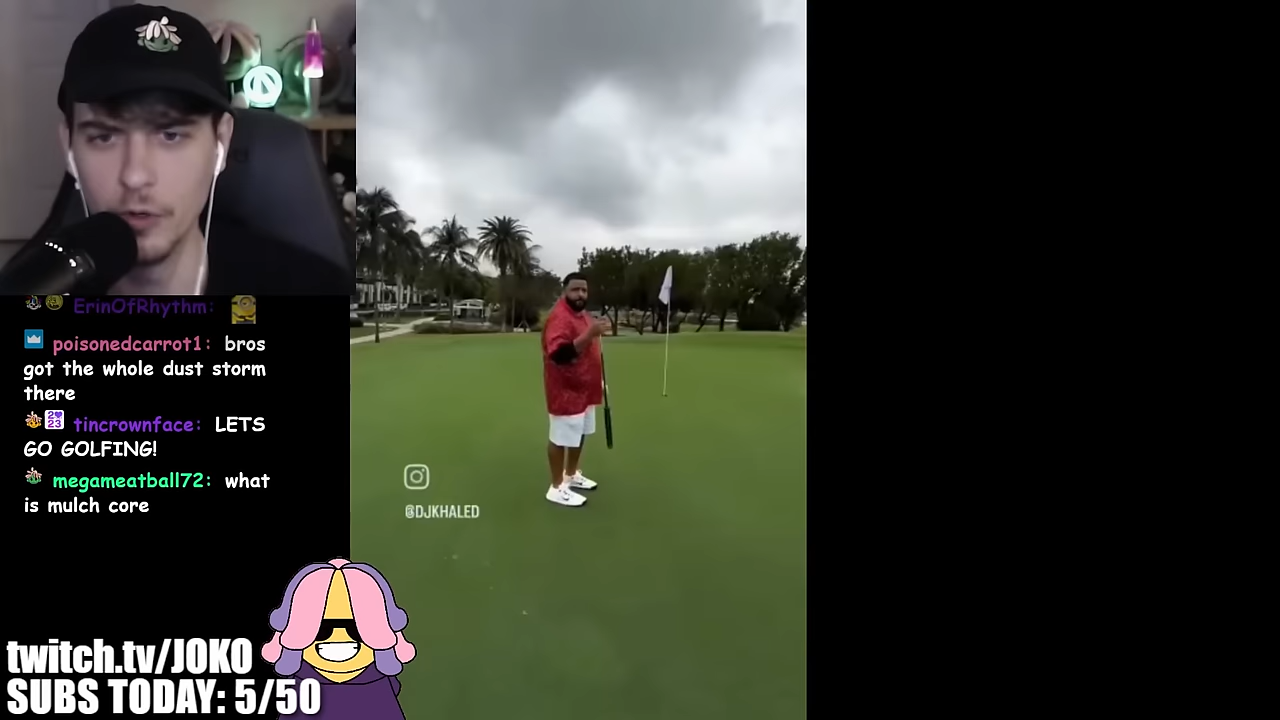 ErinOfRhythm:
poisonedcarrot1: bros
got the whole dust storm
there
tincrownface: LETS
GO GOLFING!
megameatball72: what
is mulch core
@DJKHALED
twitch.tv/JOKO
SUBS TODAY: 5/50